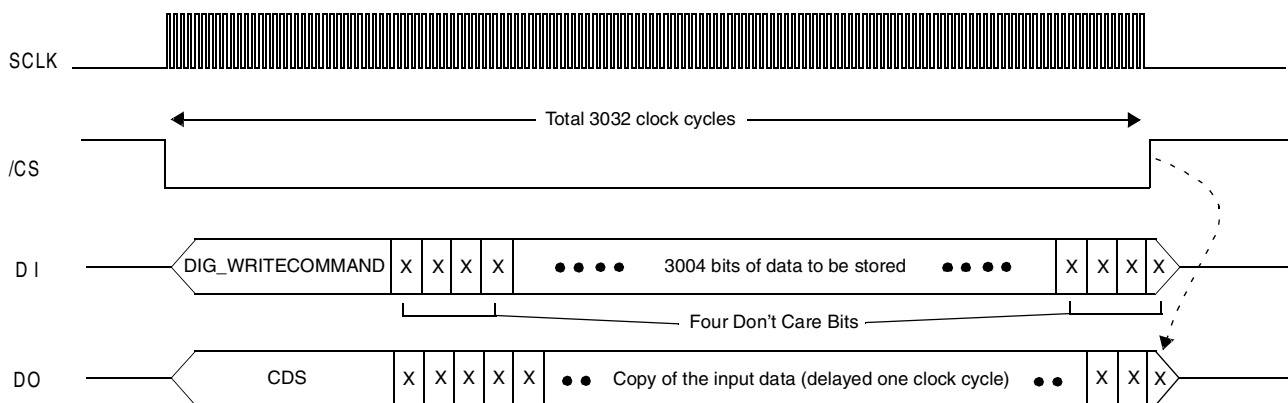 SCLK
Total 3032 clock cycles
/CS
DI
DIG_WRITECOMMAND X X X X 3004 bits of data to be stored X X X X
Four Don't Care Bits
DO
CDS X X X X X Copy of the input data (delayed one clock cycle) X X X